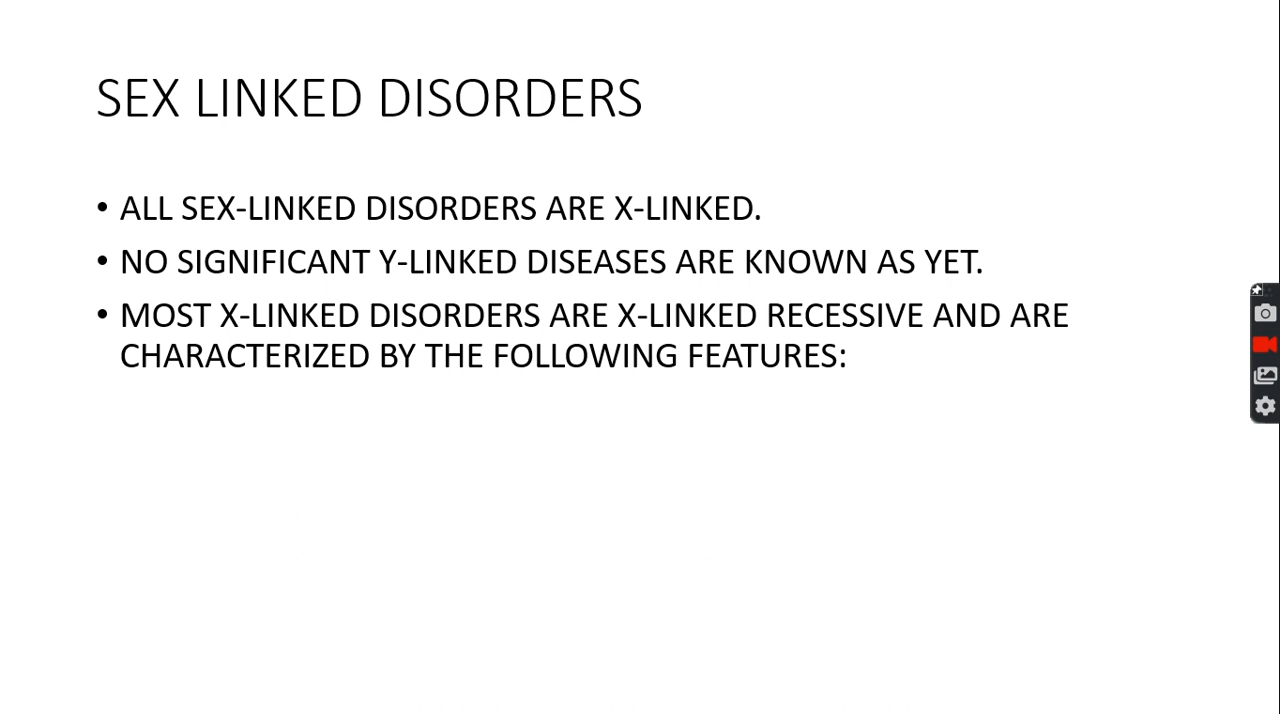 SEX LINKED DISORDERS
• ALL SEX-LINKED DISORDERS ARE X-LINKED.
• NO SIGNIFICANT Y-LINKED DISEASES ARE KNOWN AS YET.
• MOST X-LINKED DISORDERS ARE X-LINKED RECESSIVE AND ARE
CHARACTERIZED BY THE FOLLOWING FEATURES: